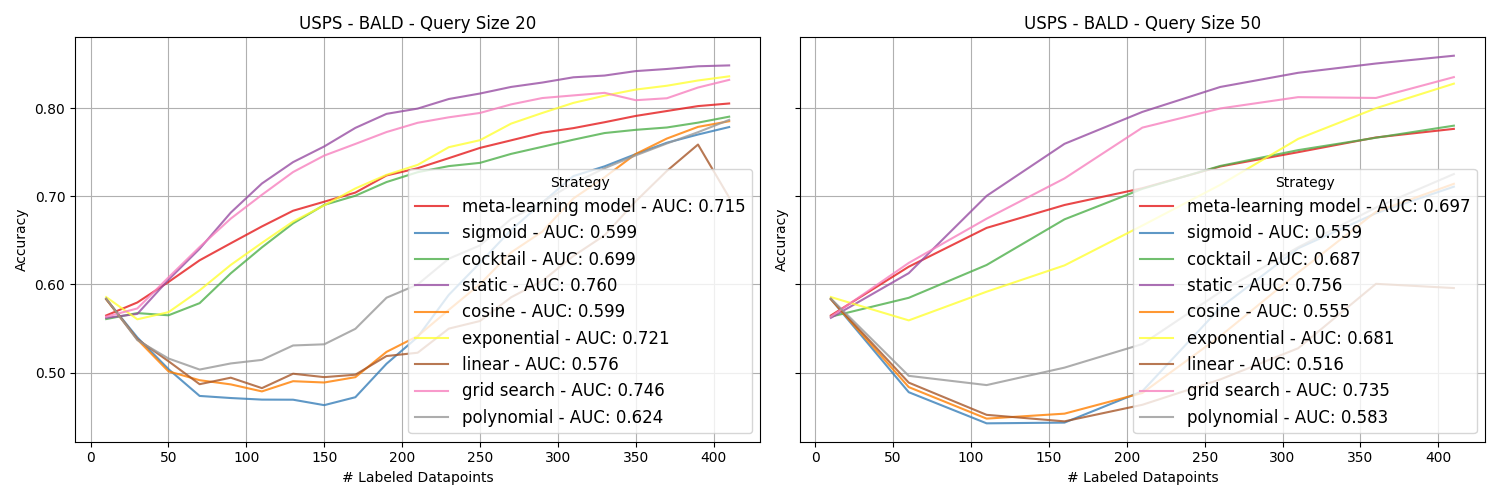 USPS - BALD - Query Size 20
Accuracy
0.80
0.70
0.60
0.50
0 50 100 150 200 250 300 350 400
# Labeled Datapoints
Strategy
meta-learning model - AUC: 0.715
sigmoid - AUC: 0.599
cocktail - AUC: 0.699
static - AUC: 0.760
cosine - AUC: 0.599
exponential - AUC: 0.721
linear - AUC: 0.576
grid search - AUC: 0.746
polynomial - AUC: 0.624
USPS - BALD - Query Size 50
Accuracy
0 50 100 150 200 250 300 350 400
# Labeled Datapoints
Strategy
meta-learning model - AUC: 0.697
sigmoid - AUC: 0.559
cocktail - AUC: 0.687
static - AUC: 0.756
cosine - AUC: 0.555
exponential - AUC: 0.681
linear - AUC: 0.516
grid search - AUC: 0.735
polynomial - AUC: 0.583